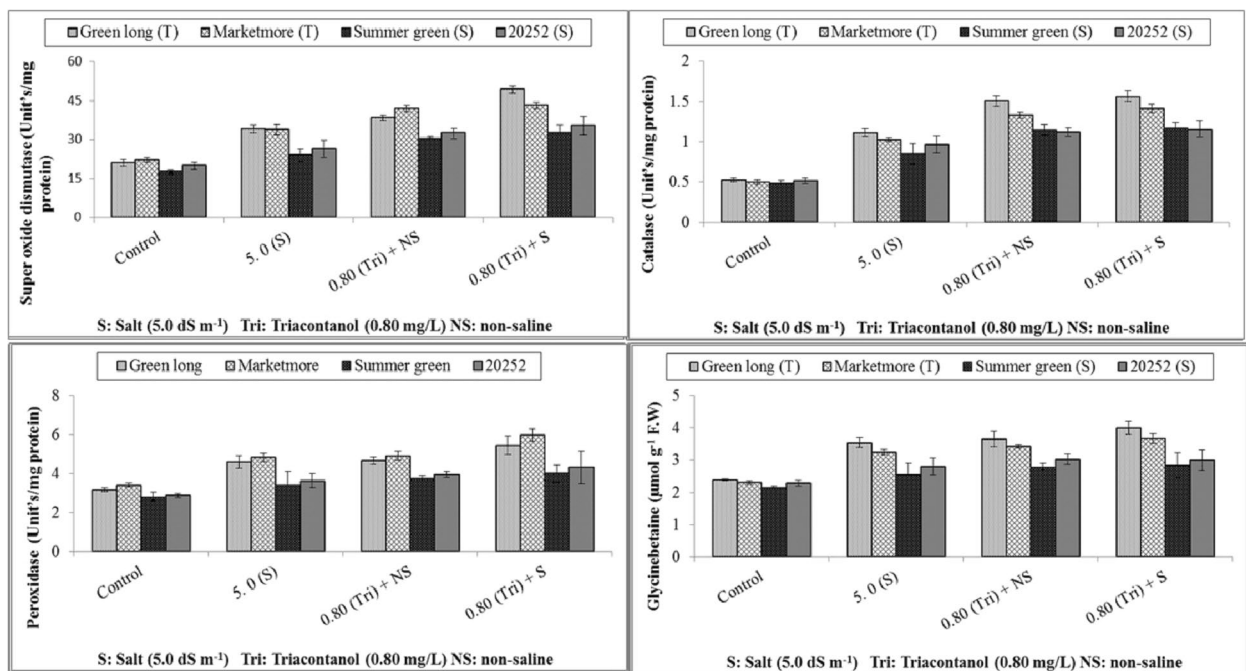 Green long (T) Marketmore (T) Summer green (S) 20252 (S)
Super oxide dismutase (Unit's/mg
protein)
60
45
30
15
0
Control
5. 0 (S)
0.80 (Tri) + NS
0.80 (Tri) + S
S: Salt (5.0 dS m⁻¹) Tri: Triacontanol (0.80 mg/L) NS: non-saline
Green long (T) Marketmore (T) Summer green (S) 20252 (S)
Catalase (Unit's/mg protein)
2
1.5
1
0.5
0
Control
5. 0 (S)
0.80 (Tri) + NS
0.80 (Tri) + S
S: Salt (5.0 dS m⁻¹) Tri: Triacontanol (0.80 mg/L) NS: non-saline
Green long Marketmore Summer green 20252
Peroxidase (Unit's/mg protein)
8
6
4
2
0
Control
5. 0 (S)
0.80 (Tri) + NS
0.80 (Tri) + S
S: Salt (5.0 dS m⁻¹) Tri: Triacontanol (0.80 mg/L) NS: non-saline
Green long (T) Marketmore (T) Summer green (S) 20252 (S)
Glycinebetaine (µmol g⁻¹ F.W)
5
4
3
2
1
0
Control
5. 0 (S)
0.80 (Tri) + NS
0.80 (Tri) + S
S: Salt (5.0 dS m⁻¹) Tri: Triacontanol (0.80 mg/L) NS: non-saline